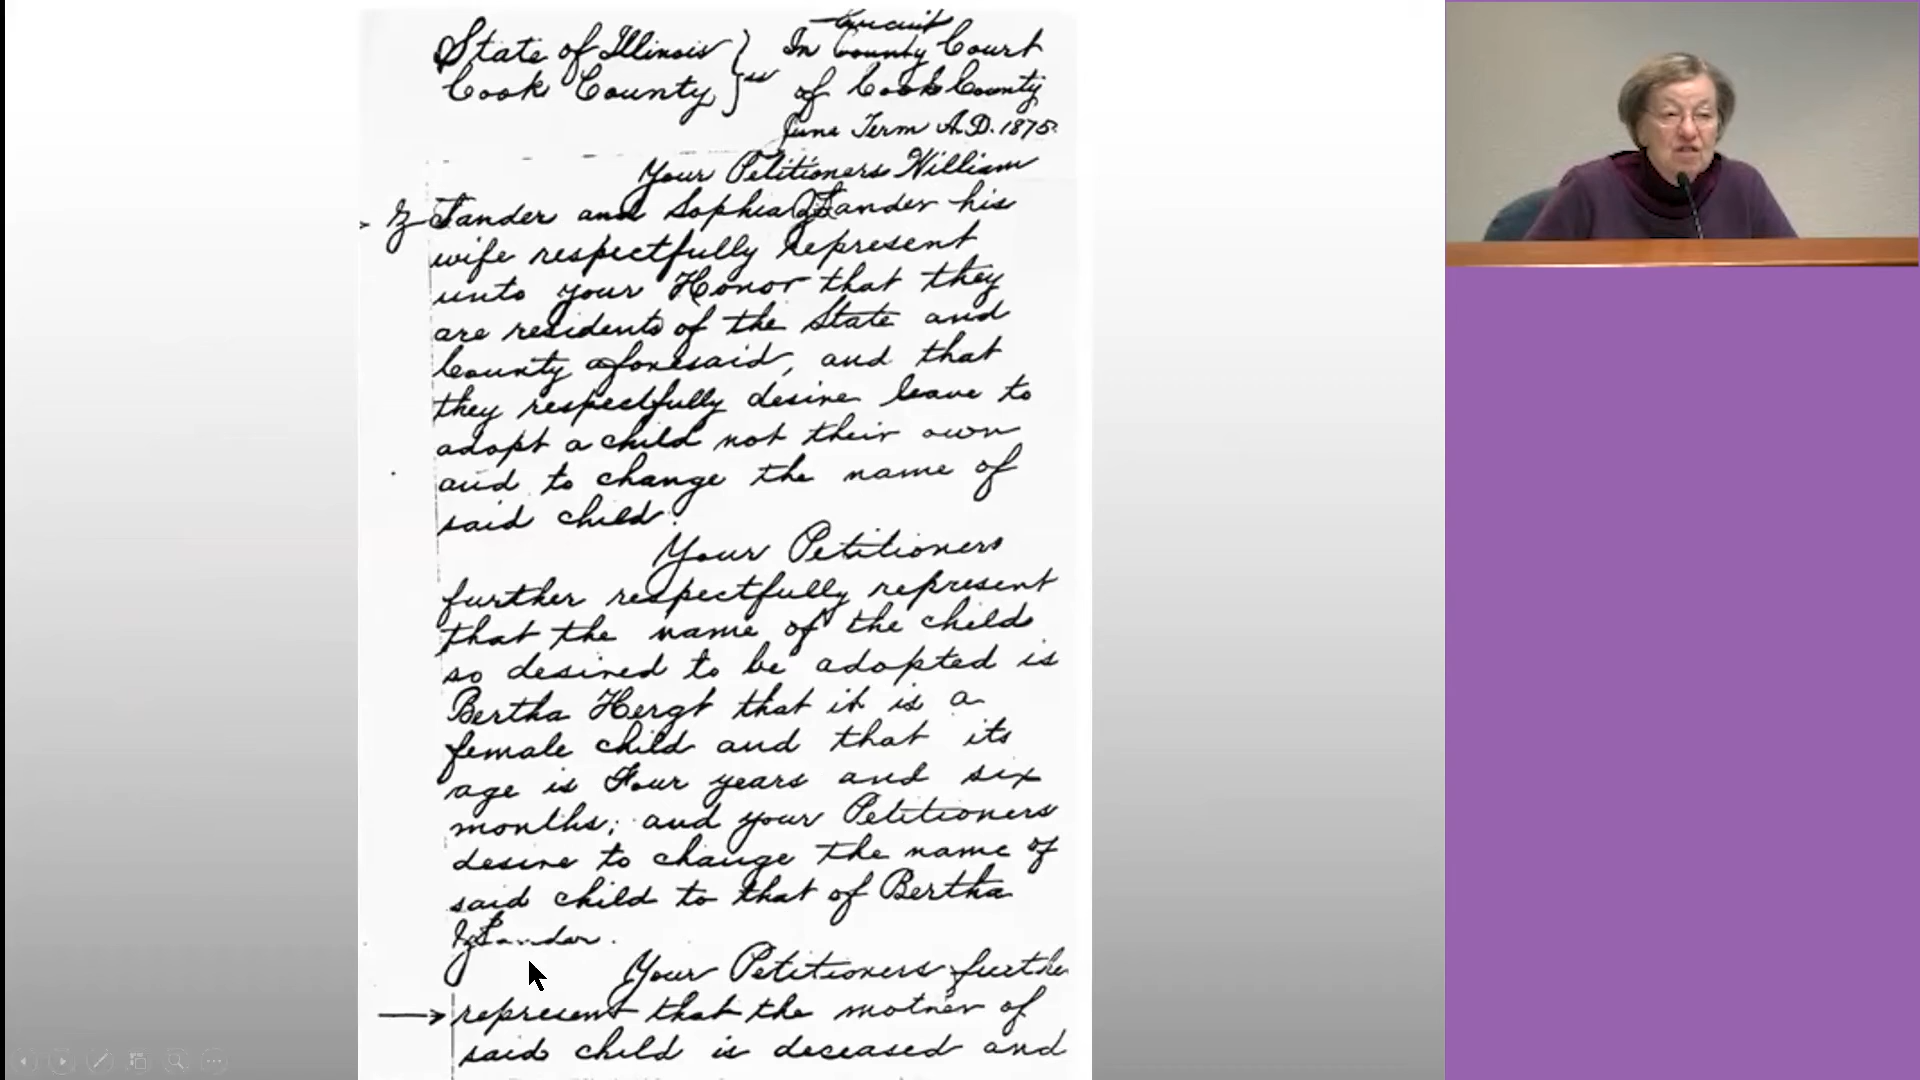 Circuit
State of Illinois } In County Court
Cook County } ss of Cook County
June Term A.D. 1875.
Your Petitioners William
Zander and Sophia Zander his
wife respectfully represent
unto your Honor that they
are residents of the State and
County aforesaid, and that
they respectfully desire leave to
adopt a child not their own
and to change the name of
said child.
Your Petitioners
further respectfully represent
that the name of the child
so desired to be adopted is
Bertha Hergt that it is a
female child and that its
age is Four years and six
months; and your Petitioners
desire to change the name of
said child to that of Bertha
Zander.
Your Petitioners furthe
represent that the mother of
said child is deceased and